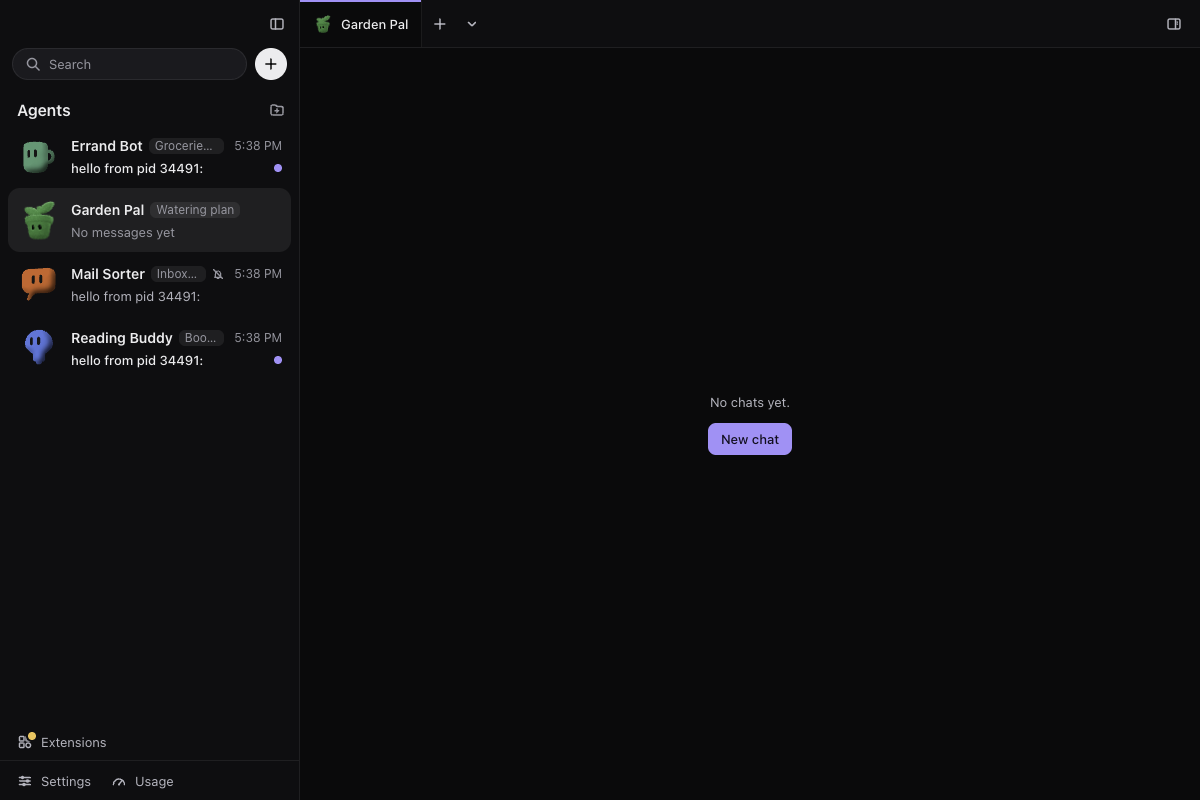 Search
Agents
Errand Bot Grocerie... 5:38 PM
hello from pid 34491:
Garden Pal Watering plan
No messages yet
Mail Sorter Inbox... 5:38 PM
hello from pid 34491:
Reading Buddy Boo... 5:38 PM
hello from pid 34491:
Extensions
Settings Usage
Garden Pal
No chats yet.
New chat